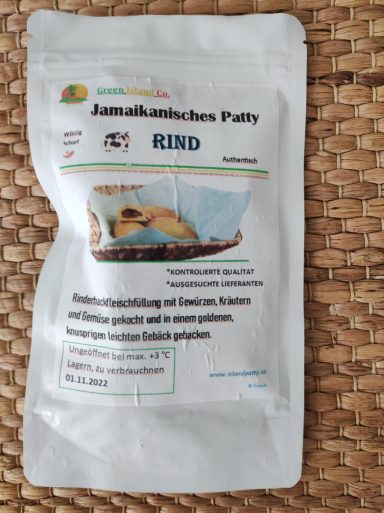 Green Island Co.
Jamaikanisches Patty
Würzig
Scharf
RIND
Authentisch
*KONTROLIERTE QUALITAT
*AUSGESUCHTE LIEFERANTEN
Rinderhackfleischfüllung mit Gewürzen, Kräutern
und Gemüse gekocht und in einem goldenen,
knusprigen leichten Gebäck gebacken.
Ungeöffnet bei max. +3 °C
Lagern, zu verbrauchnen
01.11.2022
www.islandpatty.co